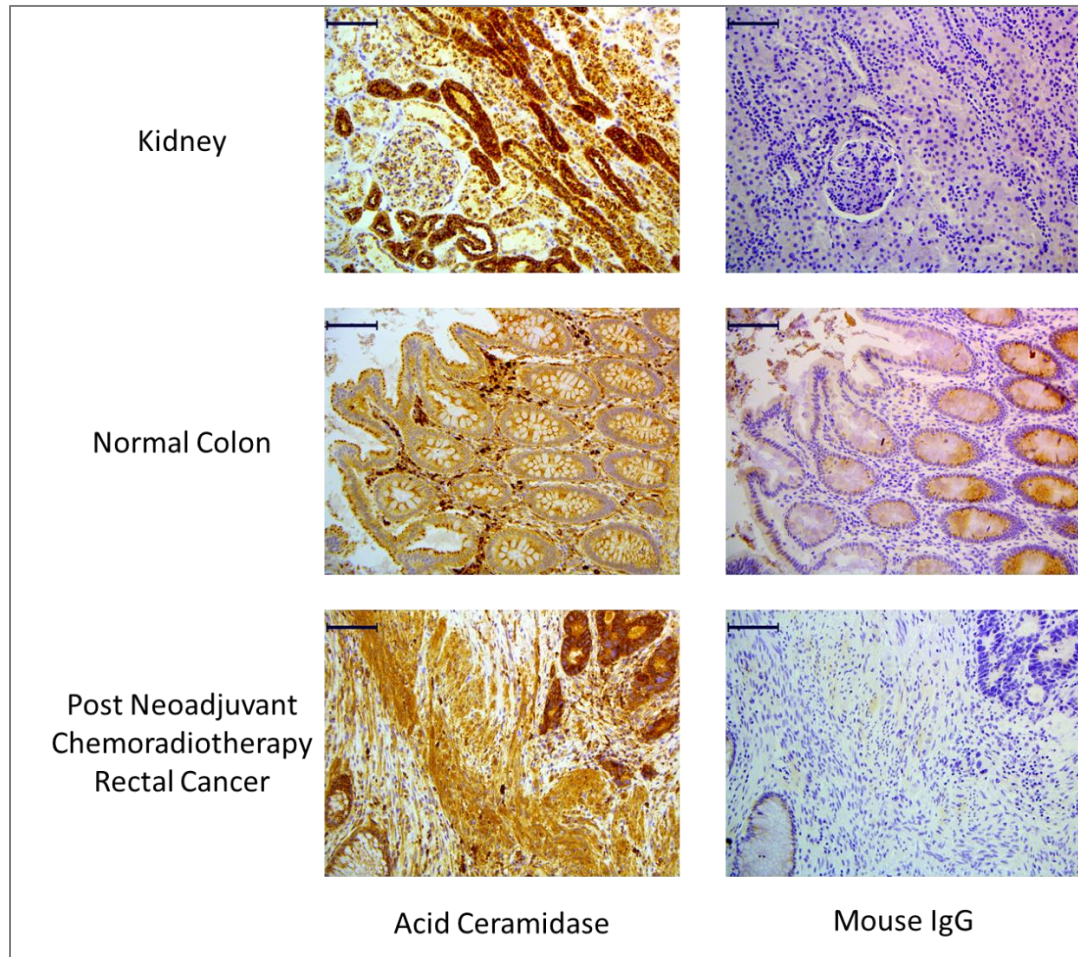 Kidney
Normal Colon
Post Neoadjuvant
Chemoradiotherapy
Rectal Cancer
Acid Ceramidase
Mouse IgG